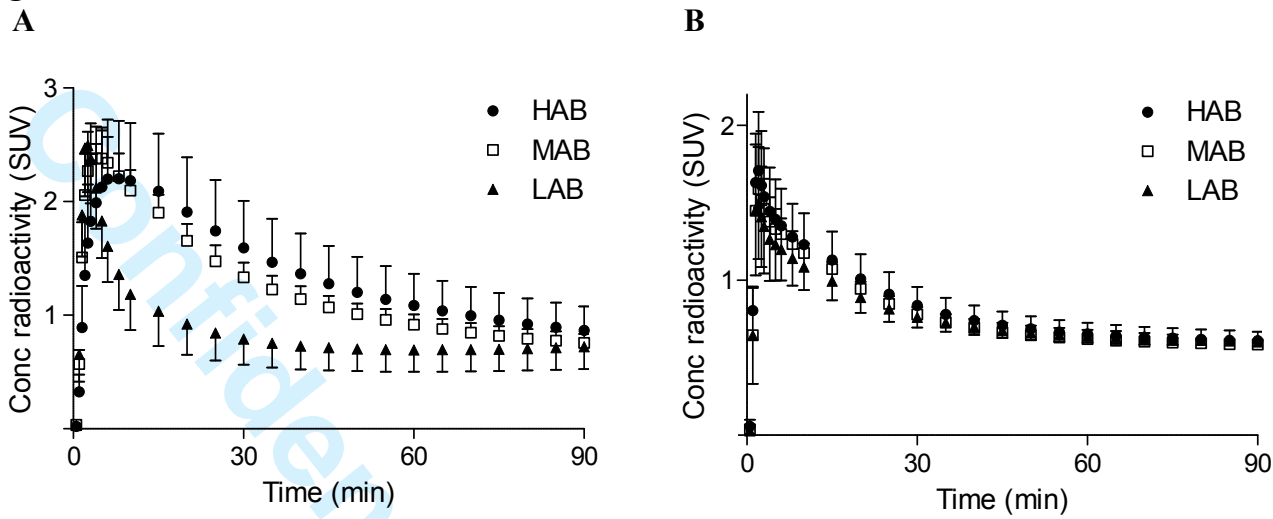 A
Conc radioactivity (SUV)
3
2
1
0
30
60
90
Time (min)
HAB
MAB
LAB
B
Conc radioactivity (SUV)
2
1
0
30
60
90
Time (min)
HAB
MAB
LAB
Confiden